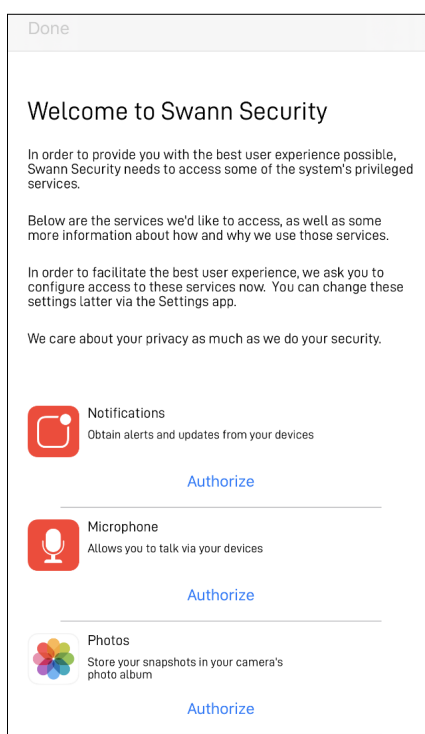 Done
Welcome to Swann Security
In order to provide you with the best user experience possible,
Swann Security needs to access some of the system's privileged
services.
Below are the services we'd like to access, as well as some
more information about how and why we use those services.
In order to facilitate the best user experience, we ask you to
configure access to these services now.  You can change these
settings latter via the Settings app.
We care about your privacy as much as we do your security.
Notifications
Obtain alerts and updates from your devices
Authorize
Microphone
Allows you to talk via your devices
Authorize
Photos
Store your snapshots in your camera's
photo album
Authorize